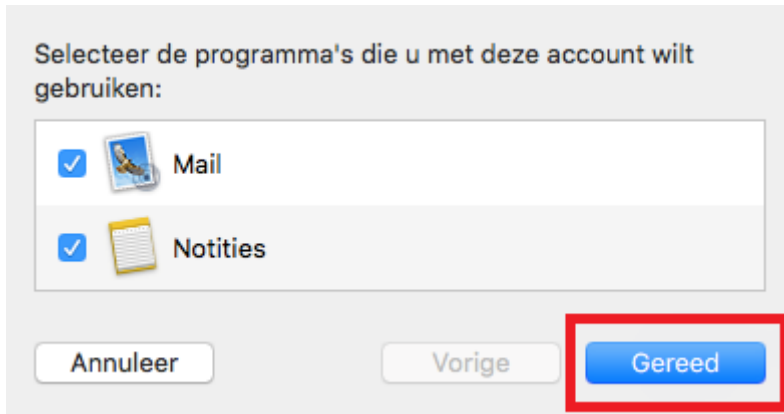 Selecteer de programma's die u met deze account wilt
gebruiken:
Mail
Notities
Annuleer Vorige Gereed